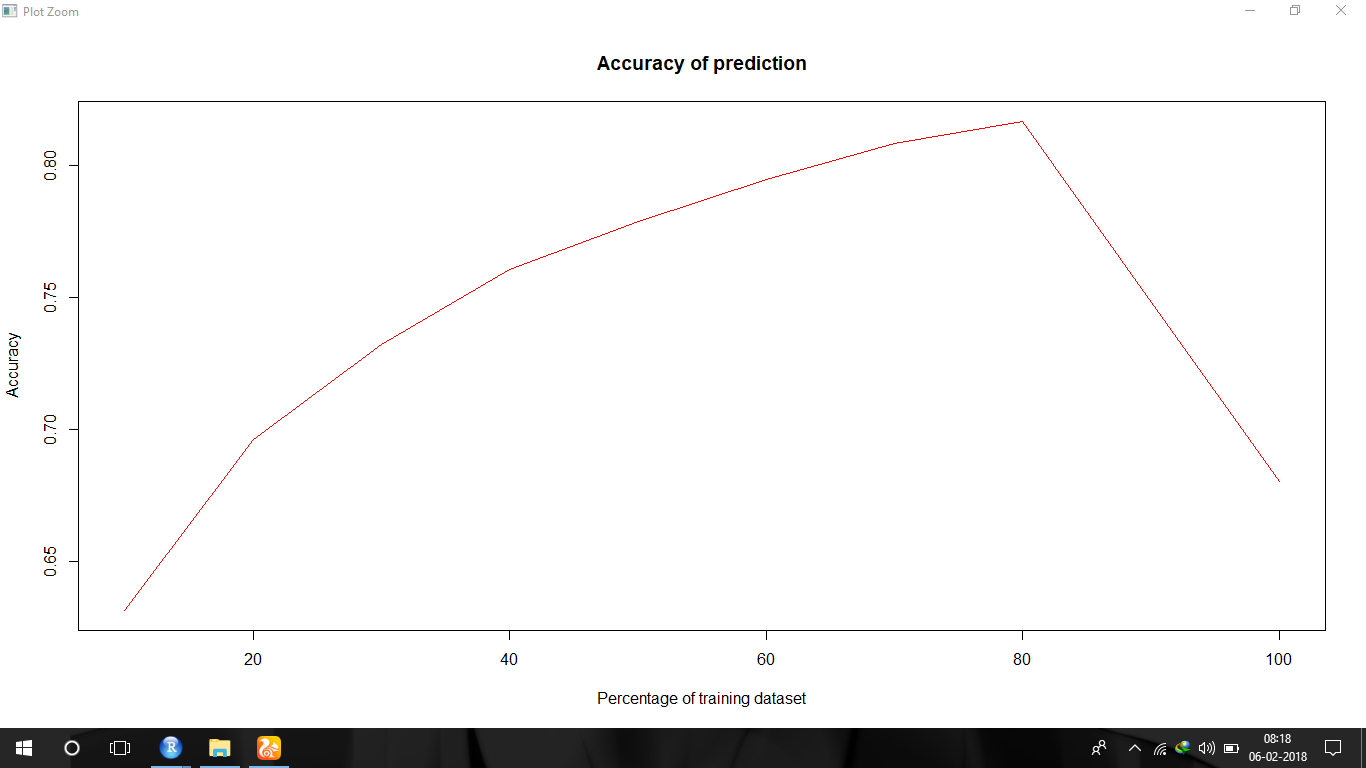 Plot Zoom
Accuracy of prediction
0.80
0.75
0.70
0.65
Accuracy
20 40 60 80 100
Percentage of training dataset
R
08:18
06-02-2018